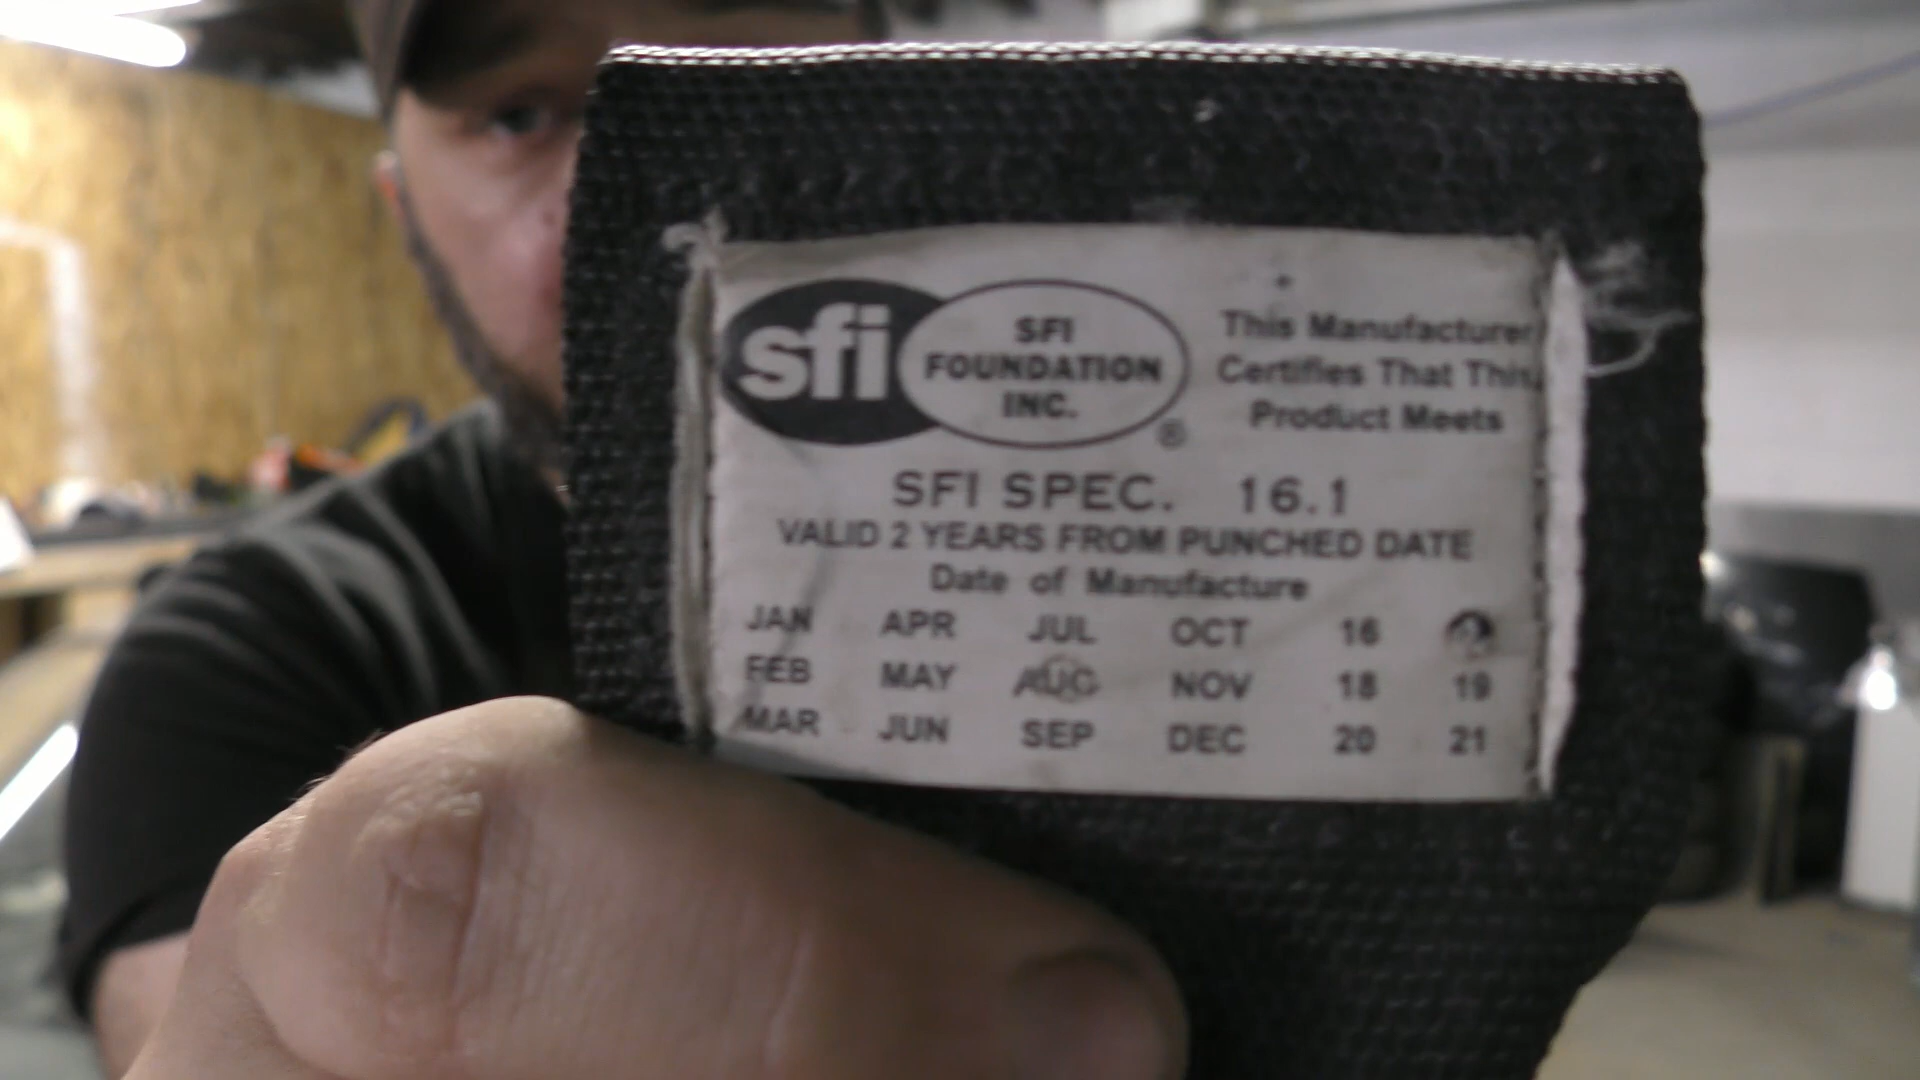 sfi
SFI
FOUNDATION
INC.
®
This Manufacturer
Certifies That This
Product Meets
SFI SPEC. 16.1
VALID 2 YEARS FROM PUNCHED DATE
Date of Manufacture
JAN APR JUL OCT 16
FEB MAY AUG NOV 18 19
MAR JUN SEP DEC 20 21